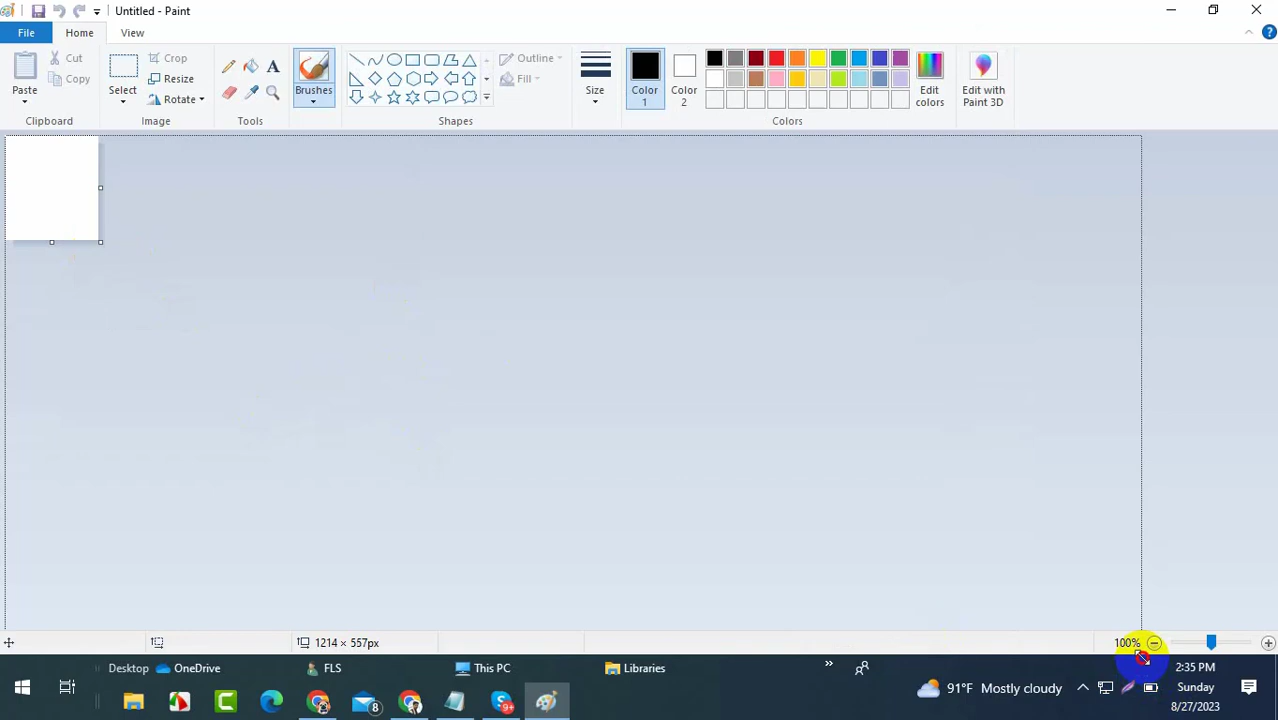 Untitled - Paint
File Home View
Paste
Cut
Copy
Clipboard
Select
Crop
Resize
Rotate
Image
A
Tools
Brushes
Shapes
Outline
Fill
Size
Color 1
Color 2
Edit colors
Colors
Edit with Paint 3D
?
1214 × 557px
100%
Desktop OneDrive FLS This PC Libraries »
8
9+
91°F Mostly cloudy
2:35 PM
Sunday
8/27/2023